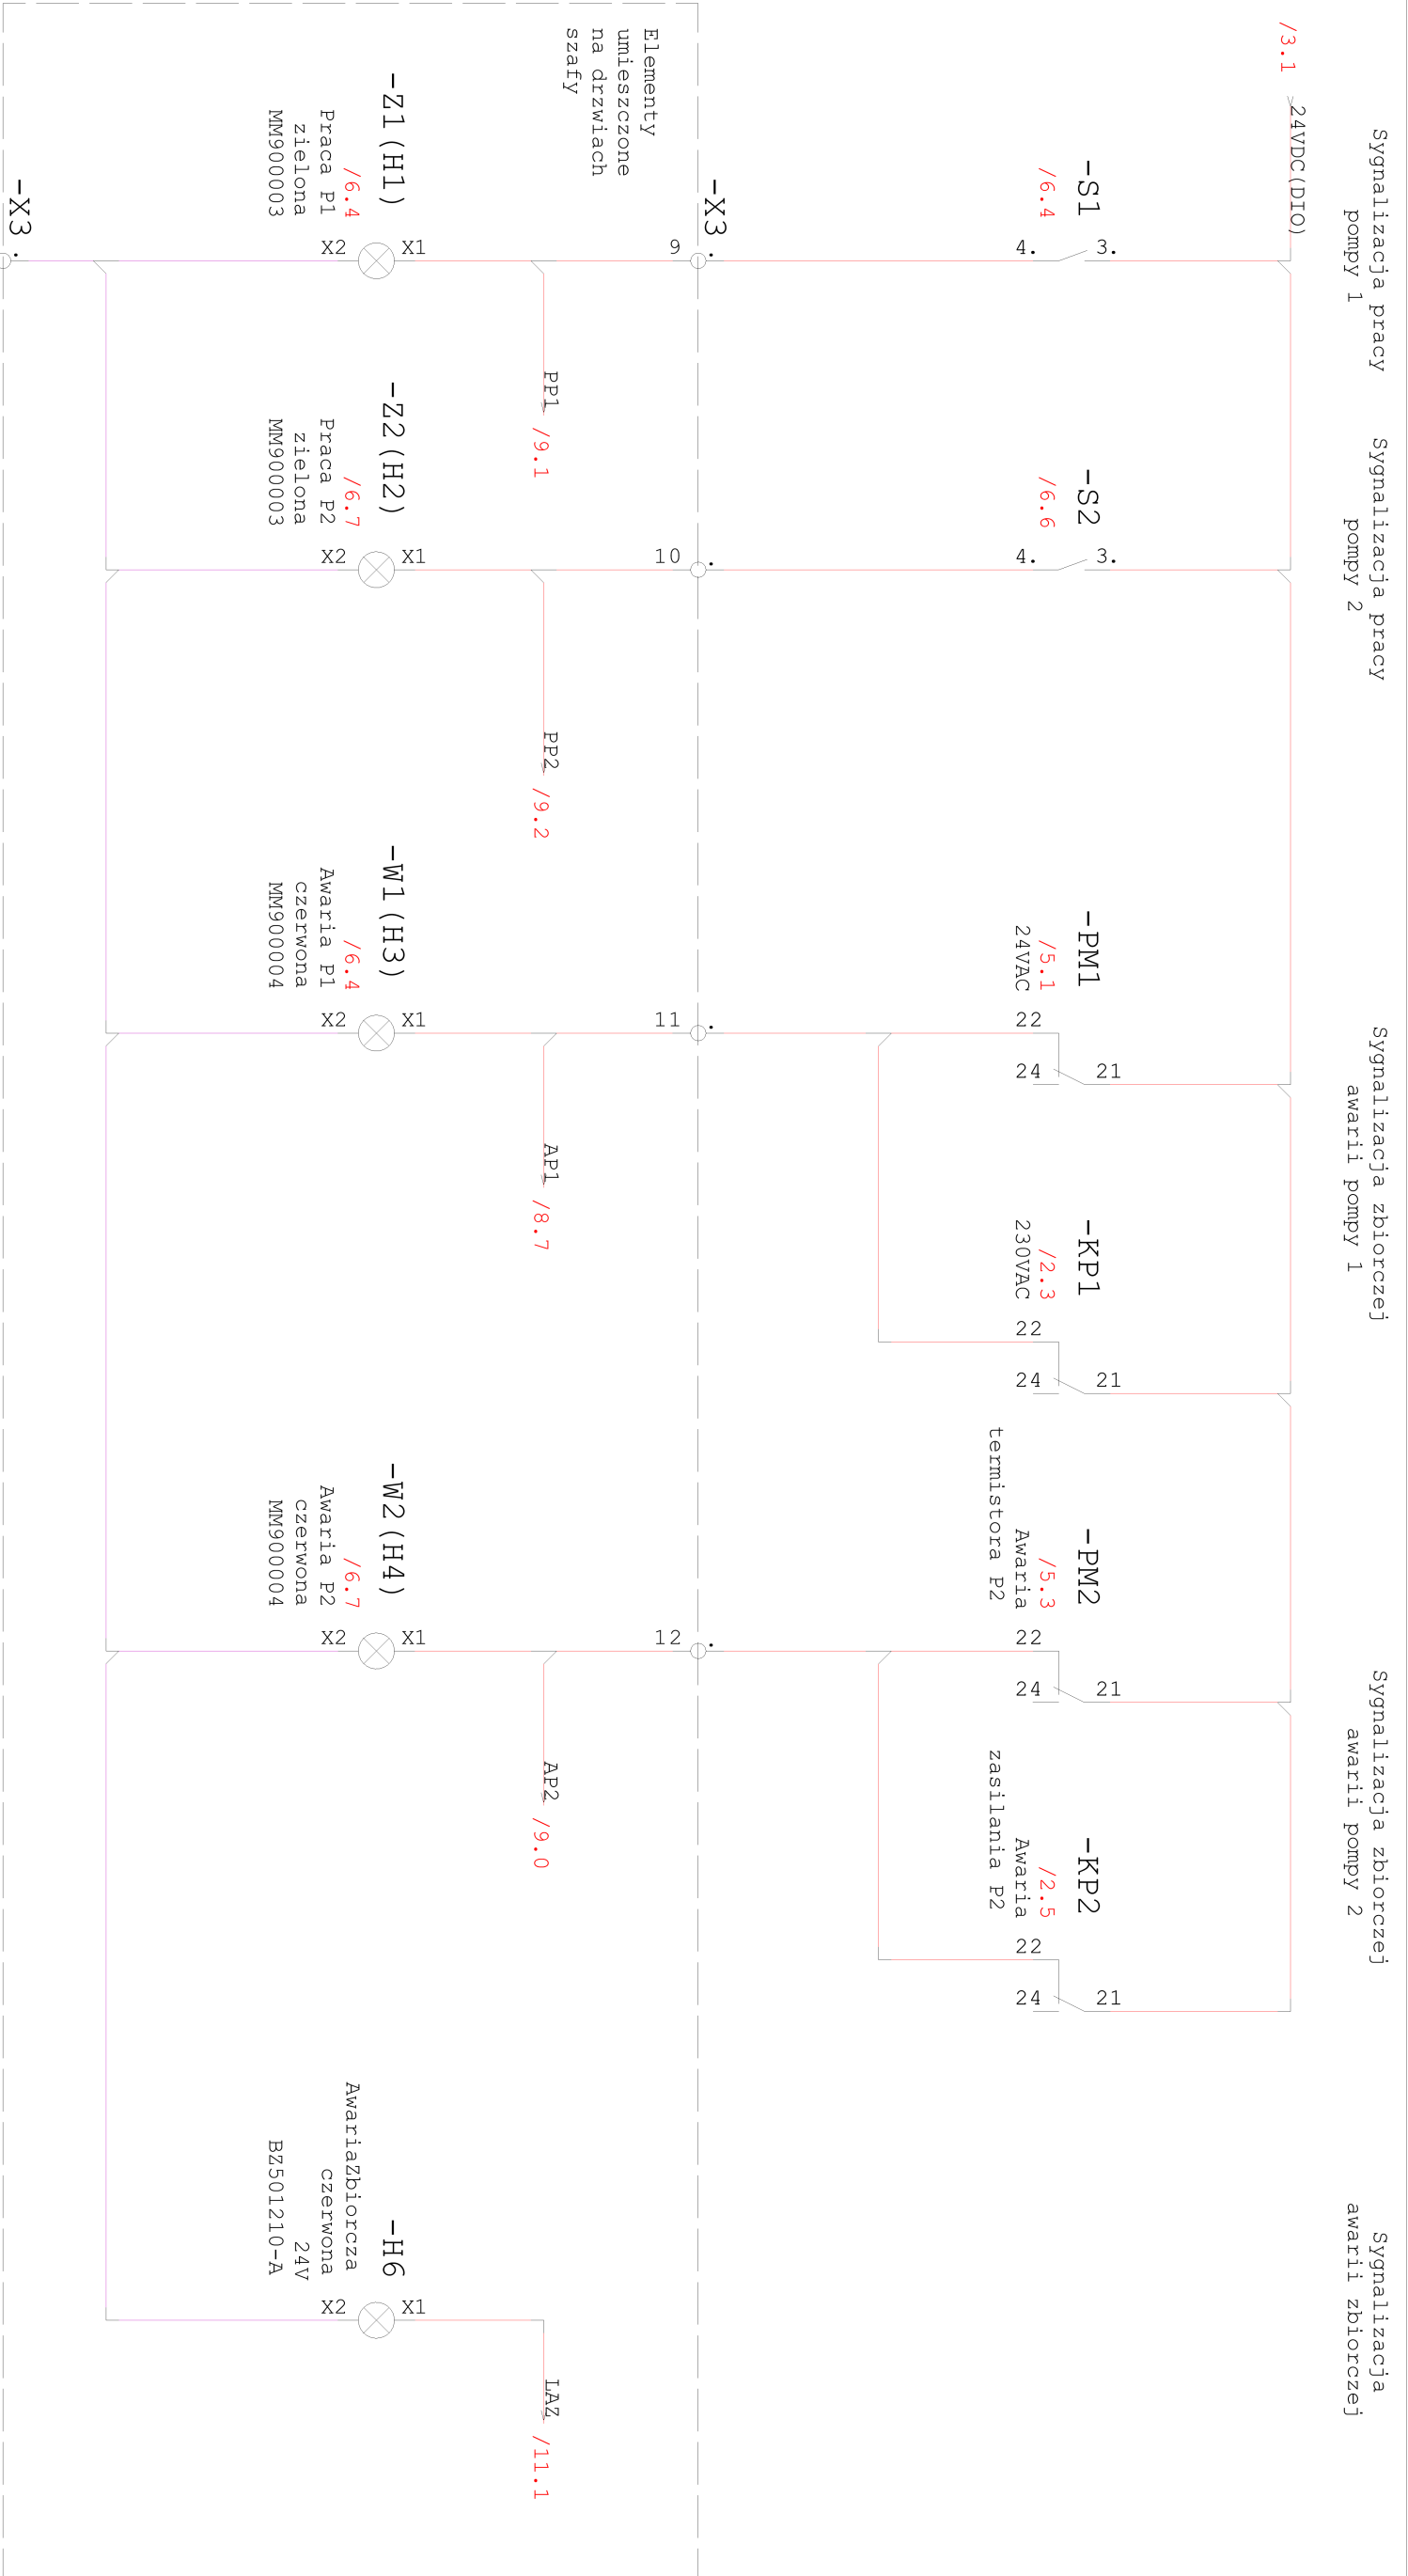 Sygnalizacja pracy
pompy 1
Sygnalizacja pracy
pompy 2
Sygnalizacja zbiorczej
awarii pompy 1
Sygnalizacja zbiorczej
awarii pompy 2
Sygnalizacja
awarii zbiorczej
/3.1
24VDC(DIO)
-S1
/6.4
3.
4.
-S2
/6.6
3.
4.
-PM1
/5.1
24VAC
21
22
24
-KP1
/2.3
230VAC
21
22
24
-PM2
/5.3
Awaria
termistora P2
21
22
24
-KP2
/2.5
Awaria
zasilania P2
21
22
24
-X3
.
9
.
10
.
11
.
12
Elementy
umieszczone
na drzwiach
szafy
PP1 /9.1
PP2 /9.2
AP1 /8.7
AP2 /9.0
LAZ /11.1
-Z1(H1)
/6.4
Praca P1
zielona
MM900003
X1
X2
-Z2(H2)
/6.7
Praca P2
zielona
MM900003
X1
X2
-W1(H3)
/6.4
Awaria P1
czerwona
MM900004
X1
X2
-W2(H4)
/6.7
Awaria P2
czerwona
MM900004
X1
X2
-H6
AwariaZbiorcza
czerwona
24V
BZ501210-A
X1
X2
-X3
.